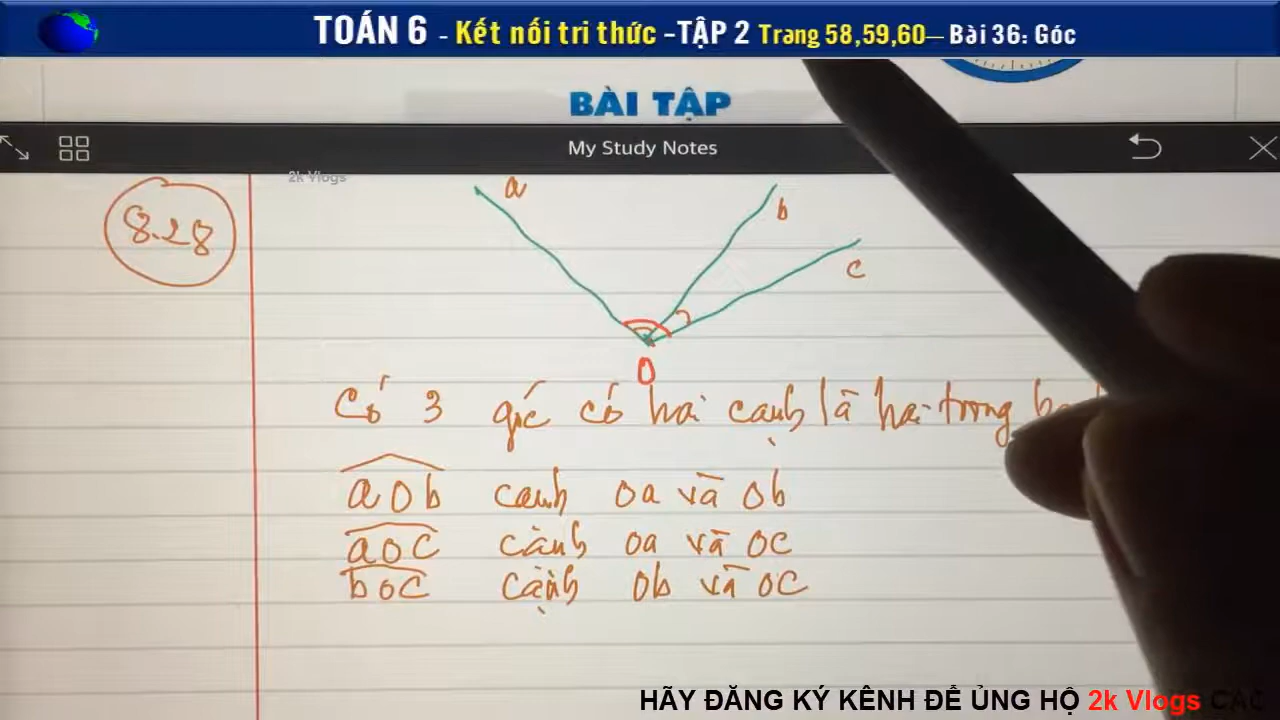 TOÁN 6 - Kết nối tri thức -TẬP 2 Trang 58,59,60- Bài 36: Góc
BÀI TẬP
My Study Notes
2k Vlogs
8.28
a
b
c
O
Có 3 góc có hai cạnh là hai trong
aOb cạnh Oa và Ob
aOc cạnh Oa và Oc
bOc cạnh Ob và Oc
HÃY ĐĂNG KÝ KÊNH ĐỂ ỦNG HỘ 2k Vlogs CÁC